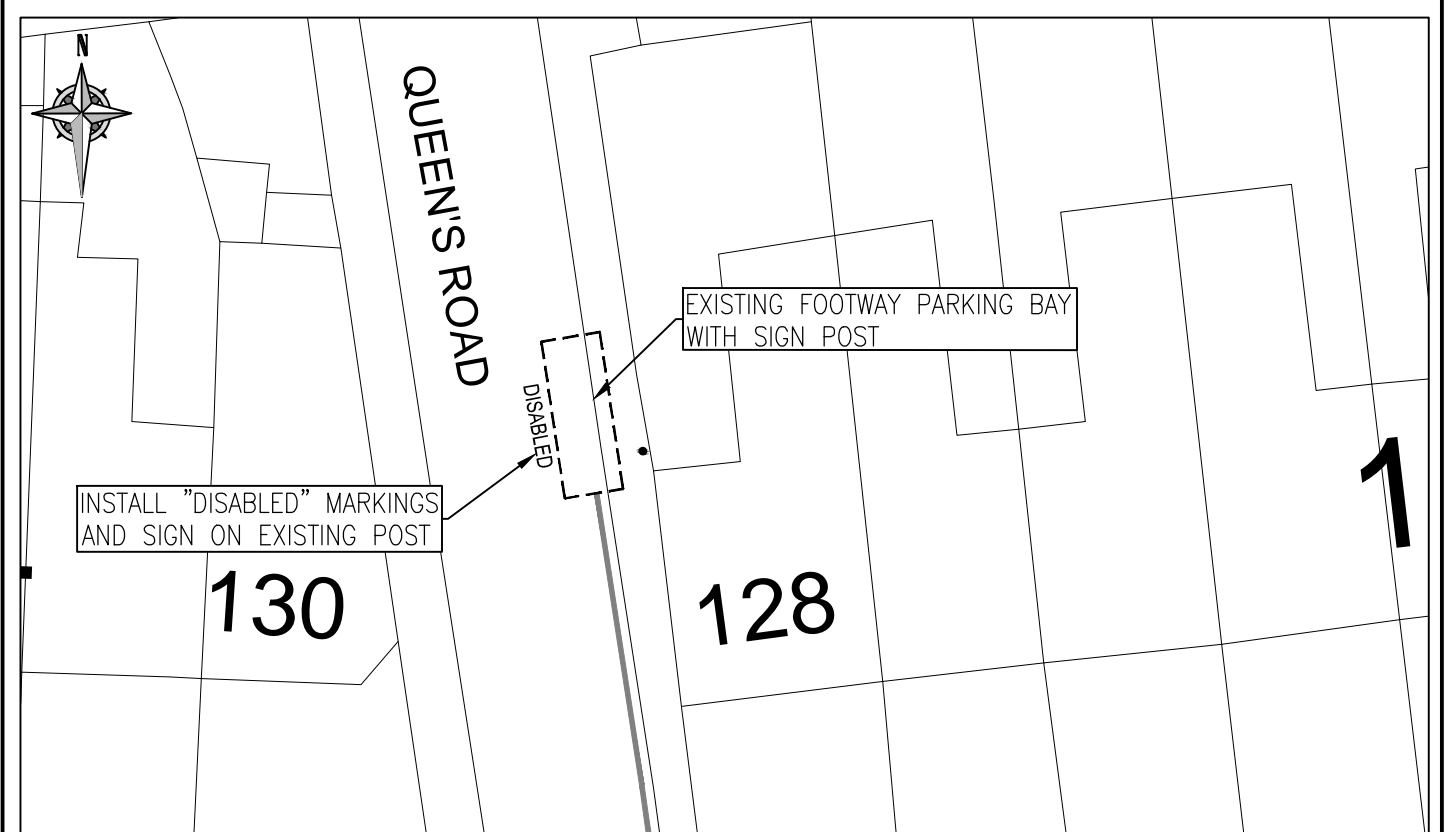 N
QUEEN'S ROAD
EXISTING FOOTWAY PARKING BAY
WITH SIGN POST
DISABLED
INSTALL "DISABLED" MARKINGS
AND SIGN ON EXISTING POST
130
128
1